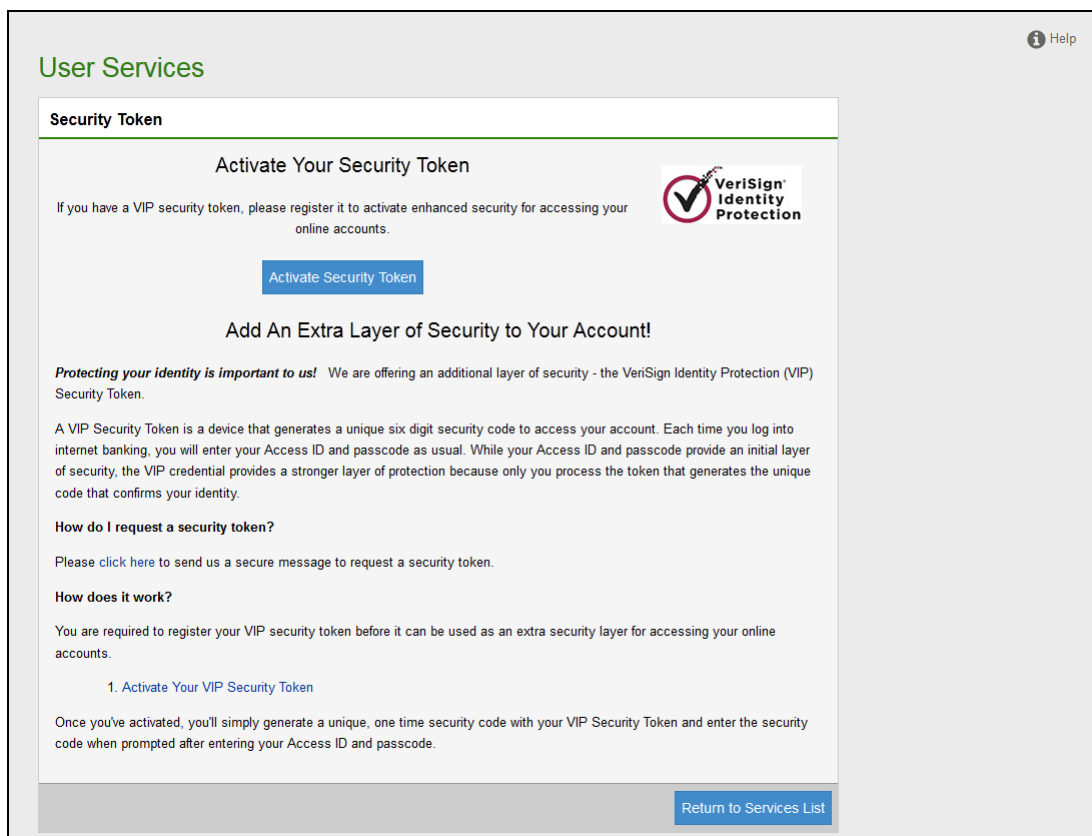 Help
User Services
Security Token
Activate Your Security Token
If you have a VIP security token, please register it to activate enhanced security for accessing your
online accounts.
VeriSign
Identity
Protection
Activate Security Token
Add An Extra Layer of Security to Your Account!
Protecting your identity is important to us! We are offering an additional layer of security - the VeriSign Identity Protection (VIP)
Security Token.
A VIP Security Token is a device that generates a unique six digit security code to access your account. Each time you log into
internet banking, you will enter your Access ID and passcode as usual. While your Access ID and passcode provide an initial layer
of security, the VIP credential provides a stronger layer of protection because only you process the token that generates the unique
code that confirms your identity.
How do I request a security token?
Please click here to send us a secure message to request a security token.
How does it work?
You are required to register your VIP security token before it can be used as an extra security layer for accessing your online
accounts.
1. Activate Your VIP Security Token
Once you've activated, you'll simply generate a unique, one time security code with your VIP Security Token and enter the security
code when prompted after entering your Access ID and passcode.
Return to Services List